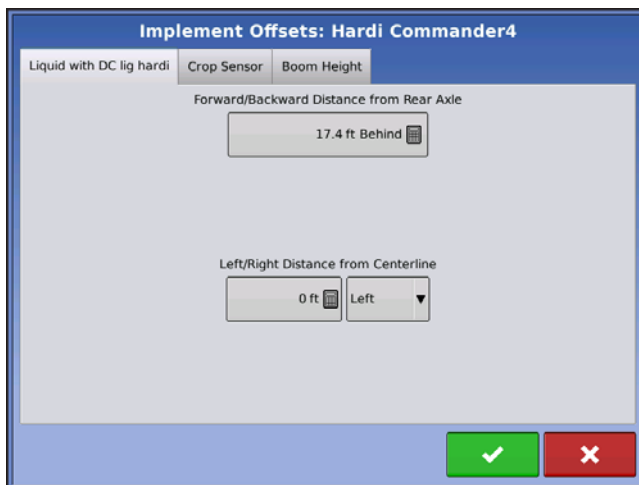 Implement Offsets: Hardi Commander4
Liquid with DC lig hardi Crop Sensor Boom Height
Forward/Backward Distance from Rear Axle
17.4 ft Behind
Left/Right Distance from Centerline
0 ft Left